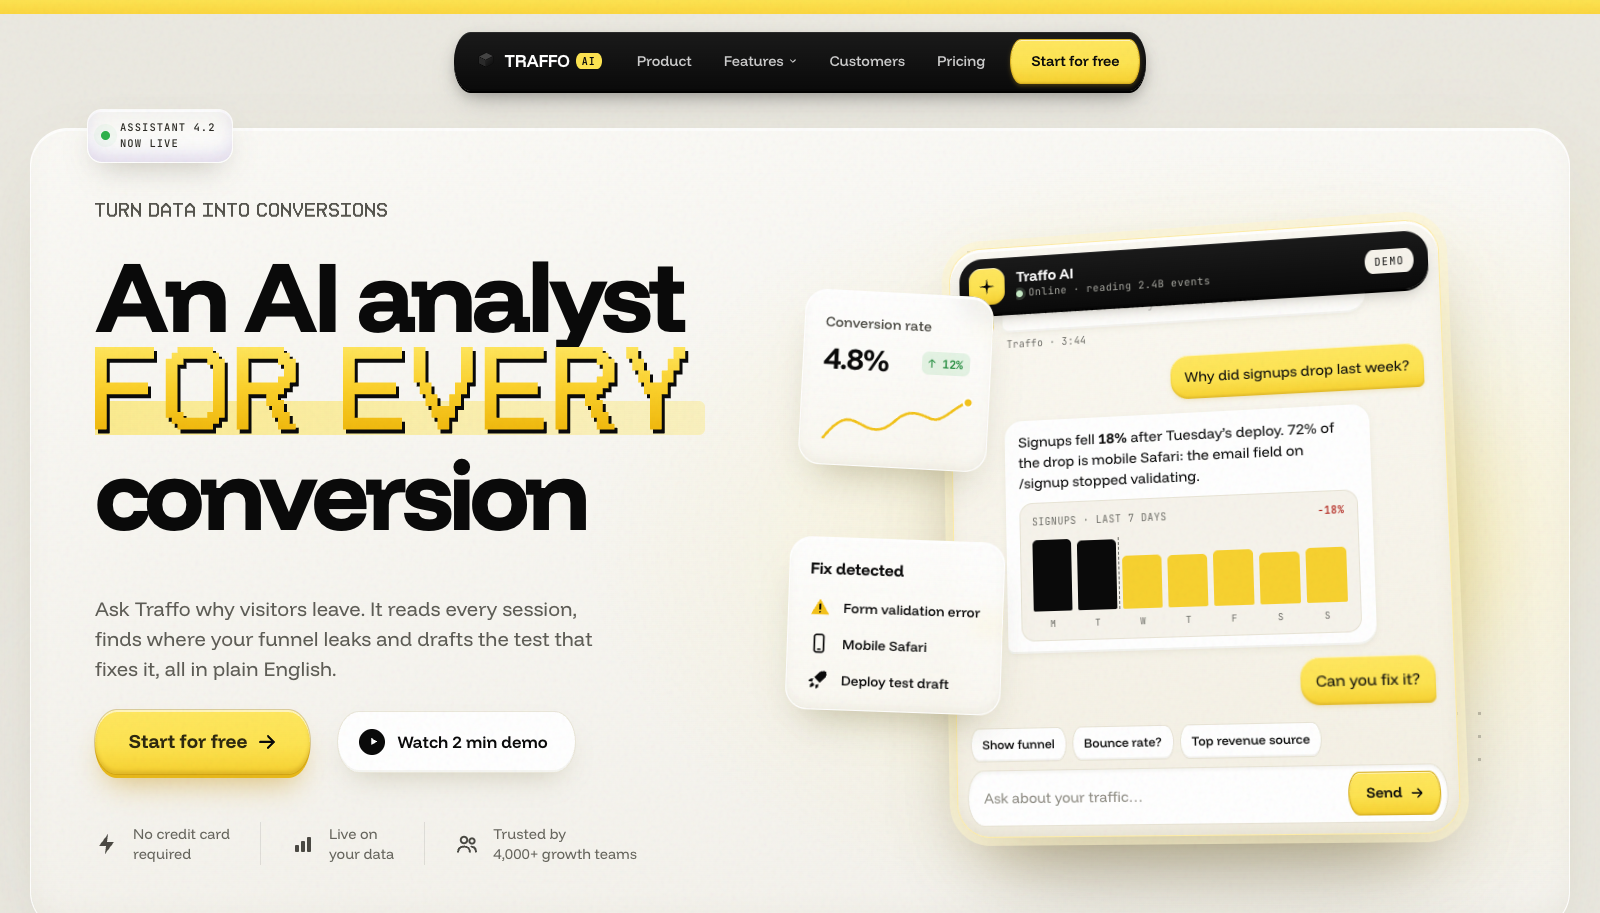 TRAFFO AI
Product
Features
Customers
Pricing
Start for free
ASSISTANT 4.2
NOW LIVE
TURN DATA INTO CONVERSIONS
An AI analyst
FOR EVERY
conversion
Ask Traffo why visitors leave. It reads every session,
finds where your funnel leaks and drafts the test that
fixes it, all in plain English.
Start for free →
Watch 2 min demo
No credit card
required
Live on
your data
Trusted by
4,000+ growth teams
Conversion rate
4.8%
↑ 12%
Fix detected
Form validation error
Mobile Safari
Deploy test draft
Traffo AI
Online · reading 2.4B events
DEMO
Traffo · 3:44
Why did signups drop last week?
Signups fell 18% after Tuesday’s deploy. 72% of
the drop is mobile Safari: the email field on
/signup stopped validating.
SIGNUPS · LAST 7 DAYS
-18%
M T W T F S S
Can you fix it?
Show funnel
Bounce rate?
Top revenue source
Ask about your traffic...
Send →